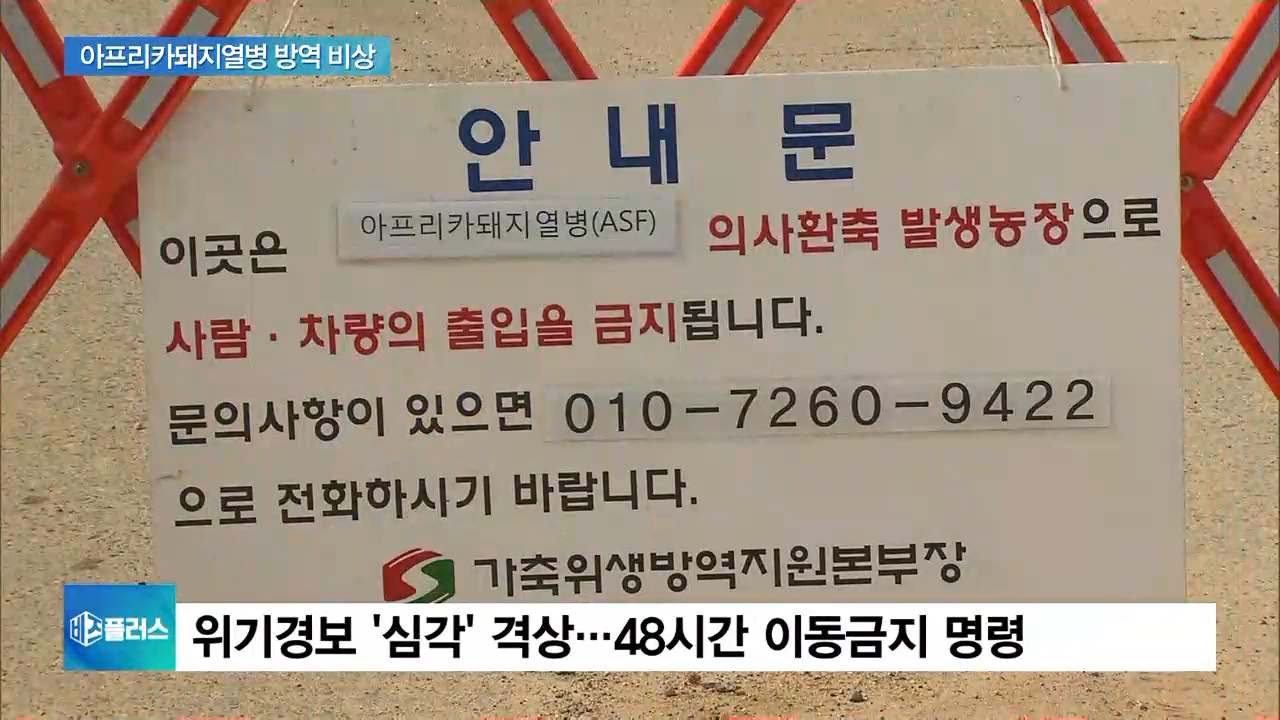 아프리카돼지열병 방역 비상
안내문
이곳은 아프리카돼지열병(ASF) 의사환축 발생농장으로
사람·차량의 출입을 금지됩니다.
문의사항이 있으면 010-7260-9422
으로 전화하시기 바랍니다.
가축위생방역지원본부장
비즈플러스
위기경보 '심각' 격상…48시간 이동금지 명령